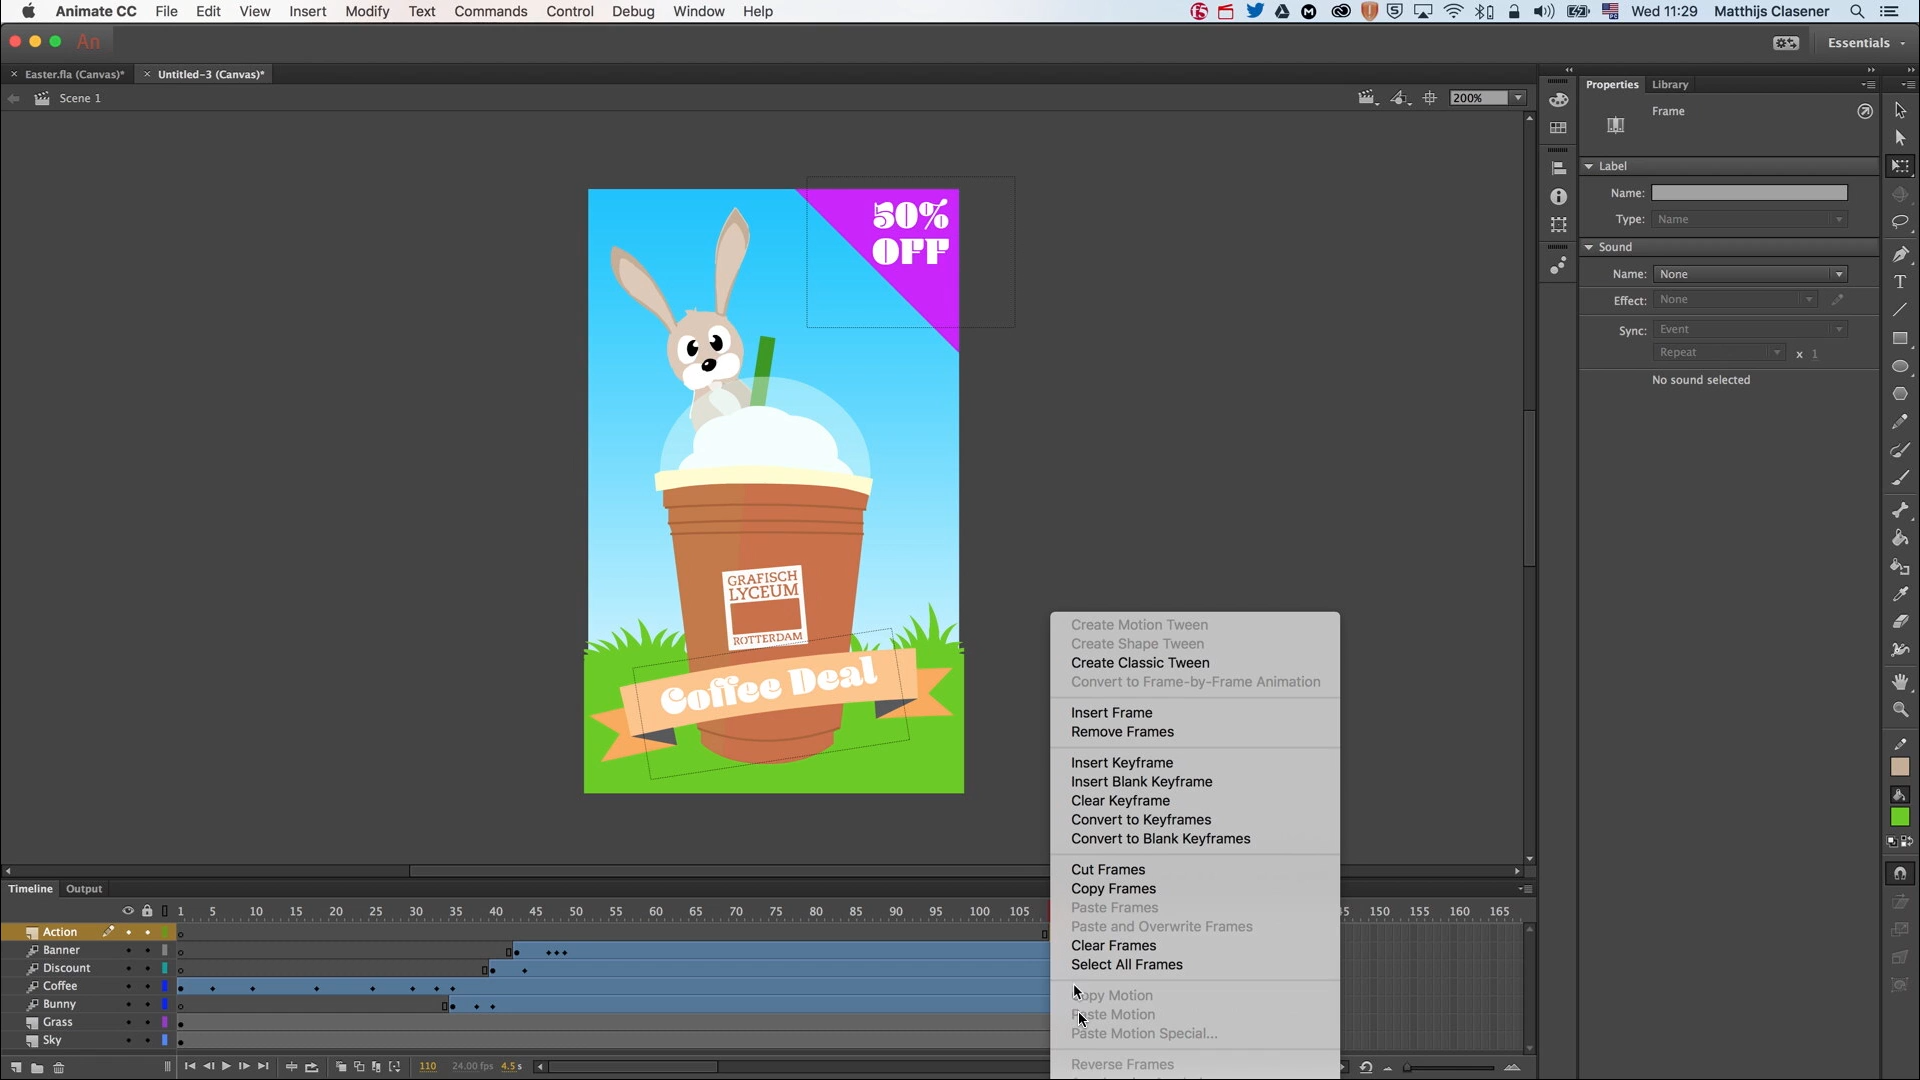 Animate CC File Edit View Insert Modify Text Commands Control Debug Window Help Wed 11:29 Matthijs Clasener
An Essentials
Easter.fla (Canvas)* Untitled-3 (Canvas)*
Scene 1 200%
Properties Library
Frame
Label
Name:
Type: Name
Sound
Name: None
Effect: None
Sync: Event
Repeat x 1
No sound selected
50%
OFF
GRAFISCH
LYCEUM
ROTTERDAM
Coffee Deal
Create Motion Tween
Create Shape Tween
Create Classic Tween
Convert to Frame-by-Frame Animation
Insert Frame
Remove Frames
Insert Keyframe
Insert Blank Keyframe
Clear Keyframe
Convert to Keyframes
Convert to Blank Keyframes
Cut Frames
Copy Frames
Paste Frames
Paste and Overwrite Frames
Clear Frames
Select All Frames
Copy Motion
Paste Motion
Paste Motion Special...
Reverse Frames
Timeline Output
1 5 10 15 20 25 30 35 40 45 50 55 60 65 70 75 80 85 90 95 100 105 45 150 155 160 165
Action
Banner
Discount
Coffee
Bunny
Grass
Sky
110 24.00 fps 4.5 s